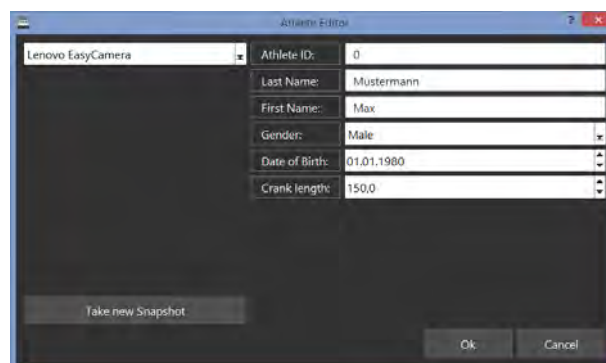 Athlete Editor
?
Lenovo EasyCamera
Athlete ID: 0
Last Name: Mustermann
First Name: Max
Gender: Male
Date of Birth: 01.01.1980
Crank length: 150,0
Take new Snapshot
Ok Cancel